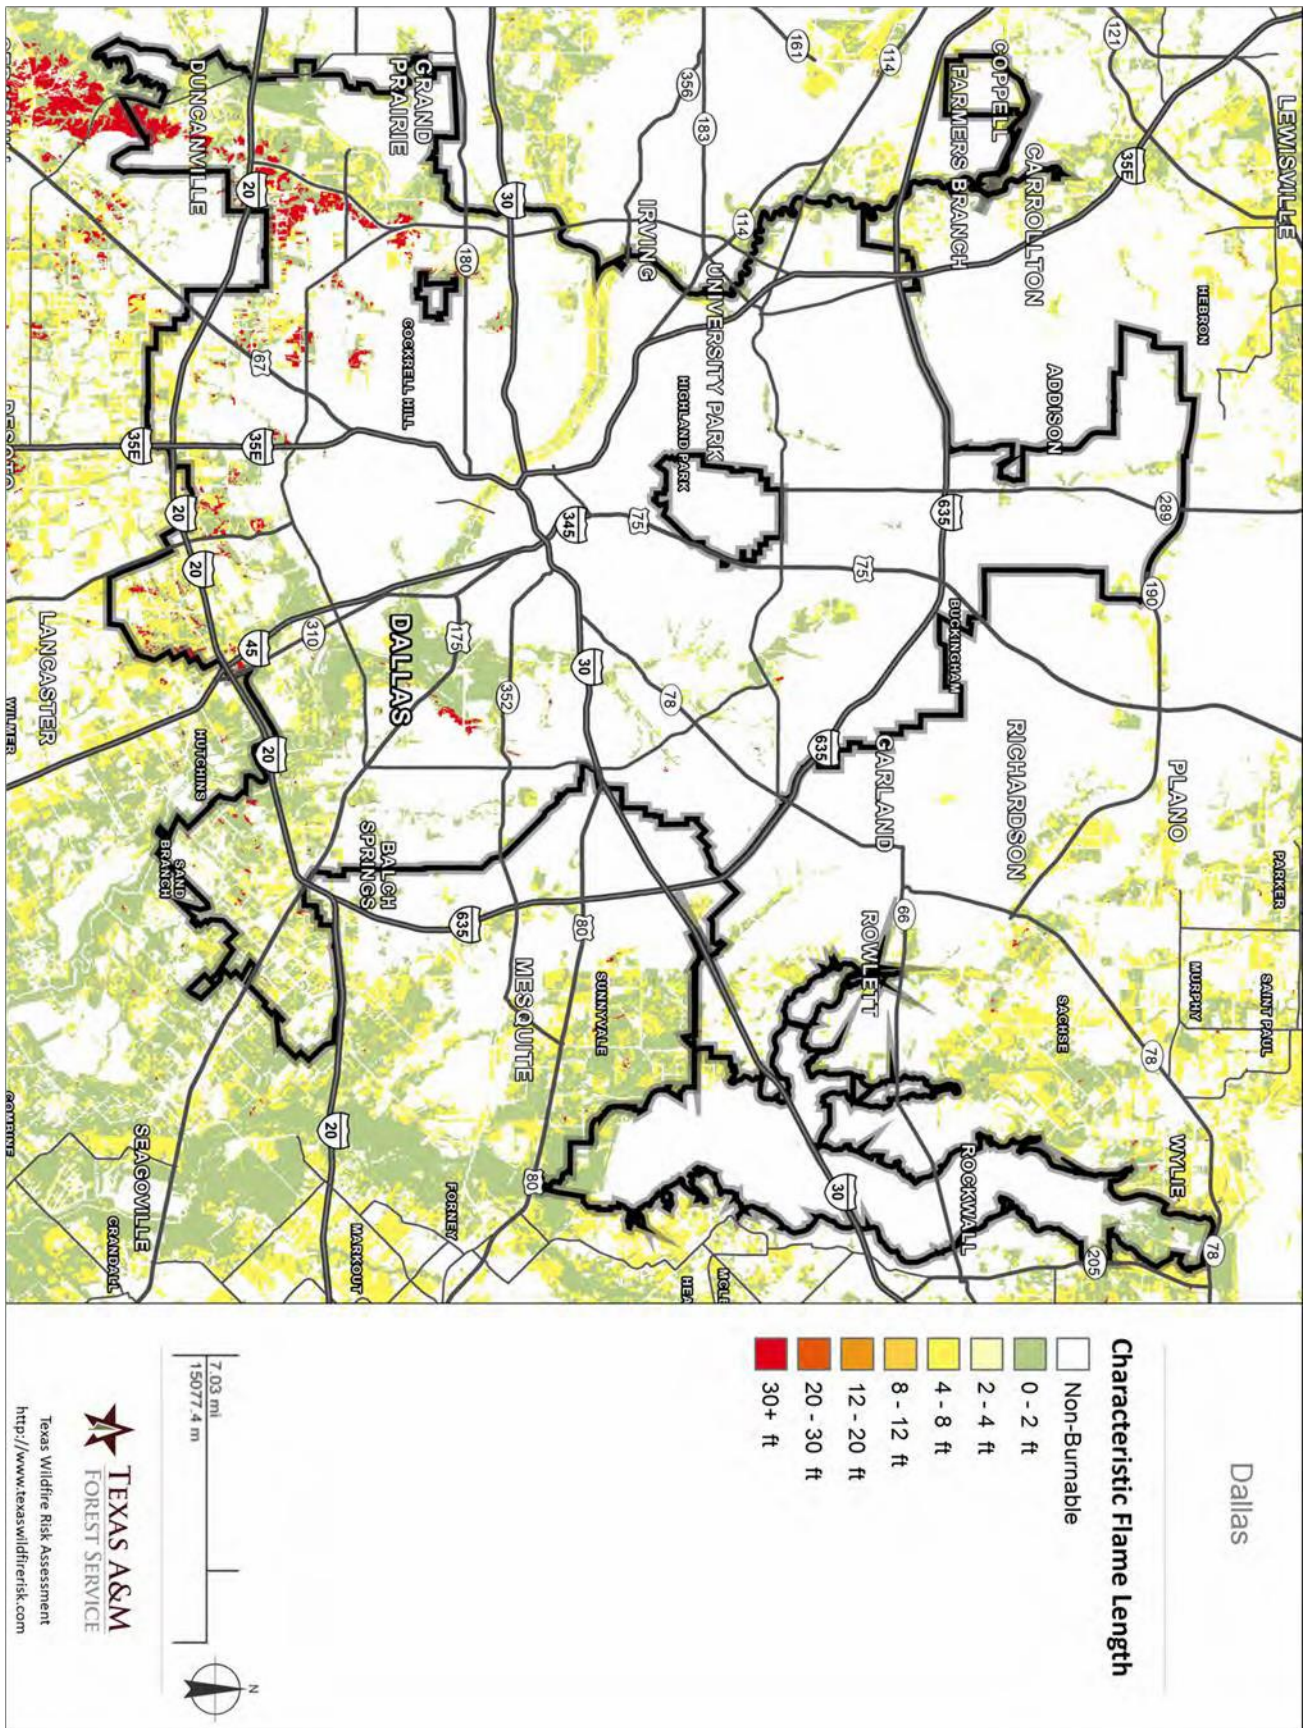 Dallas
Characteristic Flame Length
Non-Burnable
0 - 2 ft
2 - 4 ft
4 - 8 ft
8 - 12 ft
12 - 20 ft
20 - 30 ft
30+ ft
7.03 mi
15077.4 m
N
TEXAS A&M
FOREST SERVICE
Texas Wildfire Risk Assessment
http://www.texaswildfirerisk.com
LEWISVILLE
HEBRON
PLANO
PARKER
SAINT PAUL
MURPHY
WYLIE
121
35E
289
190
78
78
205
COPPELL
CARROLLTON
FARMERS BRANCH
ADDISON
RICHARDSON
SACHSE
BUCKINGHAM
161
114
635
75
635
GARLAND
66
ROWLETT
ROCKWALL
30
356
183
114
IRVING
UNIVERSITY PARK
HIGHLAND PARK
75
345
78
30
30
80
SUNNYVALE
MESQUITE
80
352
635
GRAND
PRAIRIE
180
COCKRELL HILL
DALLAS
175
310
BALCH
SPRINGS
FORNEY
MARKOUT
DUNCANVILLE
20
67
35E
35E
20
20
45
20
20
HUTCHINS
SAND
BRANCH
LANCASTER
WILMER
SEAGOVILLE
CRANDALL
COMBINE